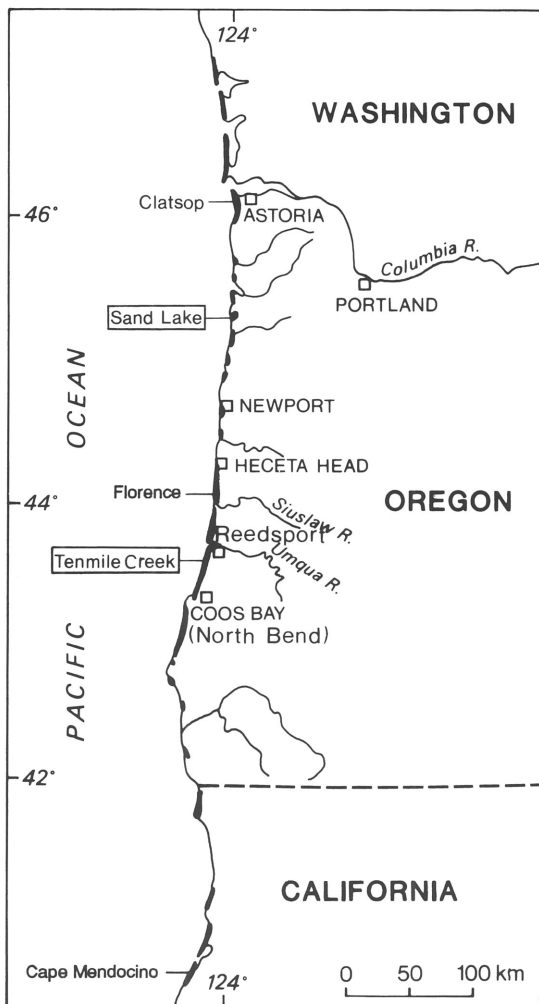 124°
WASHINGTON
Clatsop
46°
ASTORIA
Columbia R.
PORTLAND
Sand Lake
PACIFIC OCEAN
NEWPORT
HECETA HEAD
Florence
44°
OREGON
Siuslaw R.
Reedsport
Tenmile Creek
Umqua R.
COOS BAY
(North Bend)
42°
CALIFORNIA
Cape Mendocino
124°
0 50 100 km